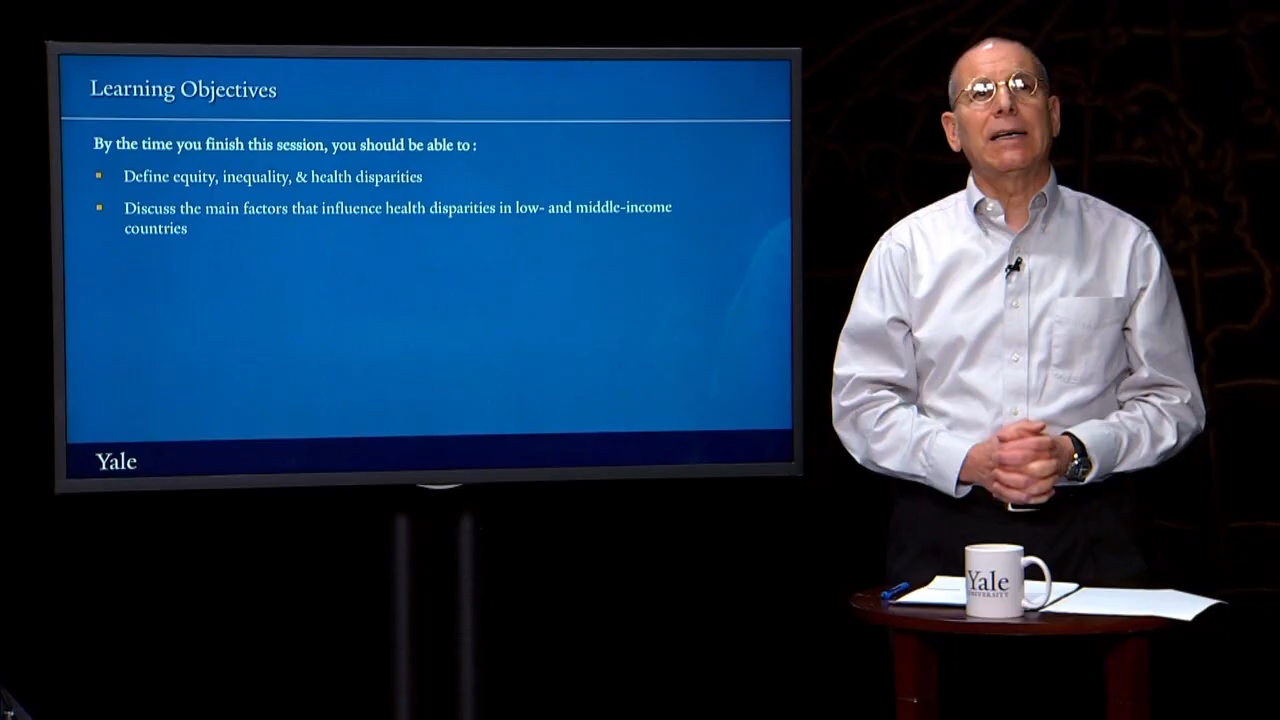 Learning Objectives
By the time you finish this session, you should be able to:
Define equity, inequality, & health disparities
Discuss the main factors that influence health disparities in low- and middle-income
countries
Yale
Yale
UNIVERSITY